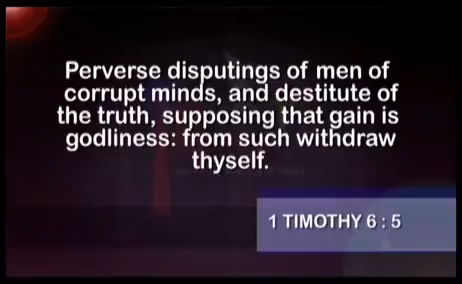 Perverse disputings of men of
corrupt minds, and destitute of
the truth, supposing that gain is
godliness: from such withdraw
thyself.
1 TIMOTHY 6 : 5